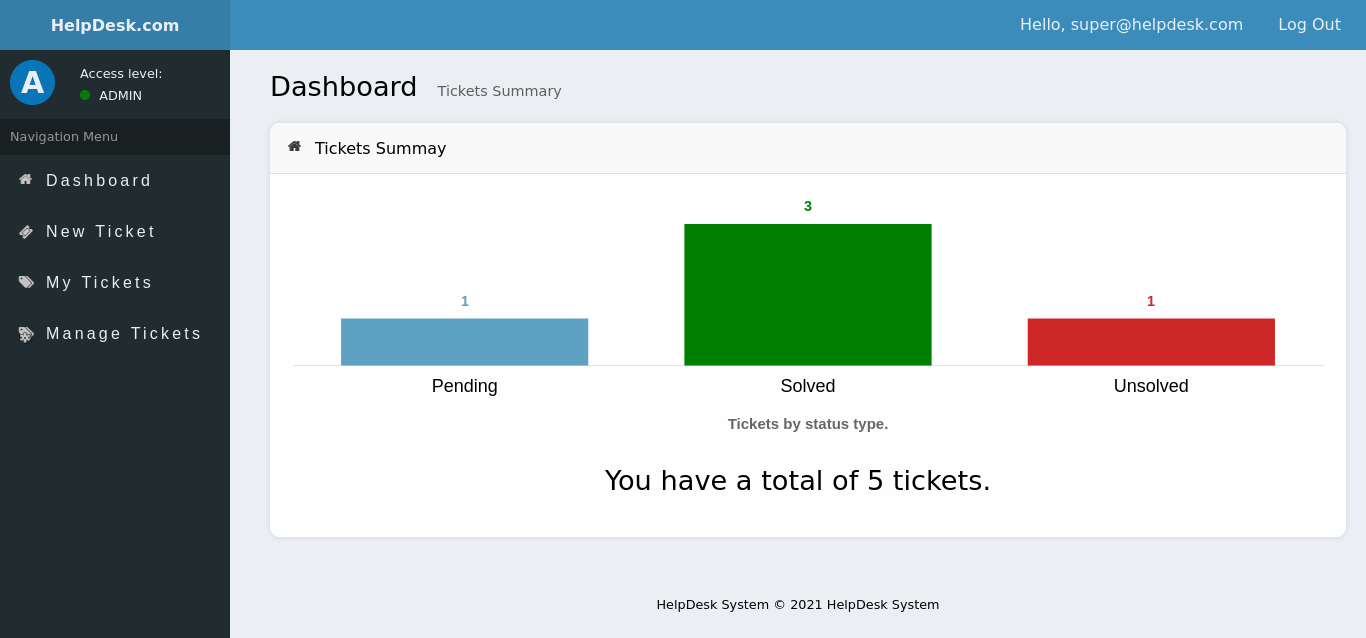 HelpDesk.com
Hello, super@helpdesk.com Log Out
A
Access level:
ADMIN
Navigation Menu
Dashboard
New Ticket
My Tickets
Manage Tickets
Dashboard Tickets Summary
Tickets Summay
1
3
1
Pending Solved Unsolved
Tickets by status type.
You have a total of 5 tickets.
HelpDesk System © 2021 HelpDesk System